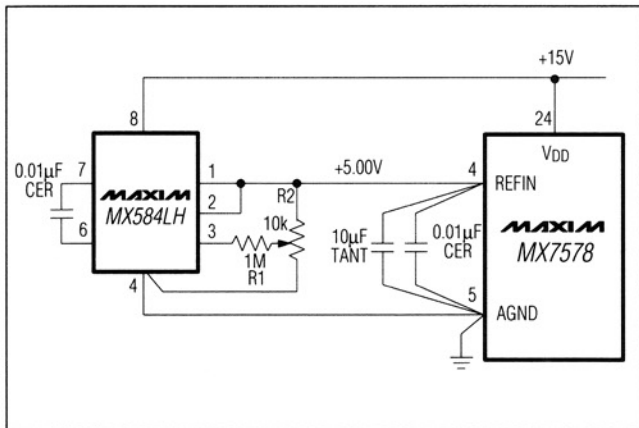 +15V
8
24
0.01µF
CER
7
6
MAXIM
MX584LH
1
2
3
4
R2
10k
1M
R1
+5.00V
10µF
TANT
0.01µF
CER
4
5
VDD
REFIN
MAXIM
MX7578
AGND